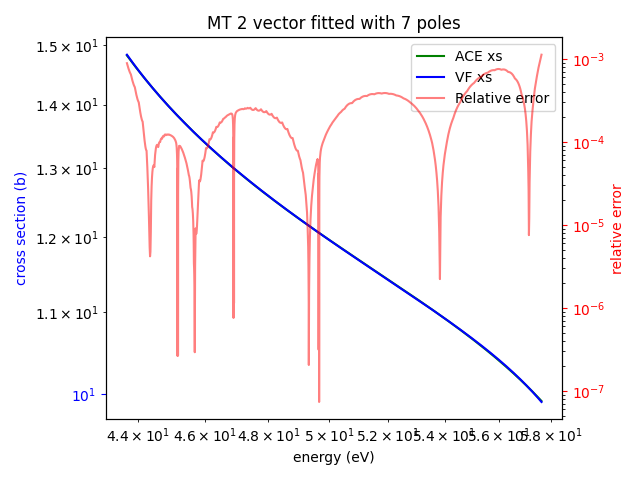 MT 2 vector fitted with 7 poles
ACE xs
VF xs
Relative error
1.5 × 10¹
1.4 × 10¹
1.3 × 10¹
1.2 × 10¹
1.1 × 10¹
10¹
cross section (b)
10⁻³
10⁻⁴
10⁻⁵
10⁻⁶
10⁻⁷
relative error
4.4 × 10¹ 4.6 × 10¹ 4.8 × 10¹ 5 × 10¹ 5.2 × 10¹ 5.4 × 10¹ 5.6 × 10¹ 5.8 × 10¹
energy (eV)